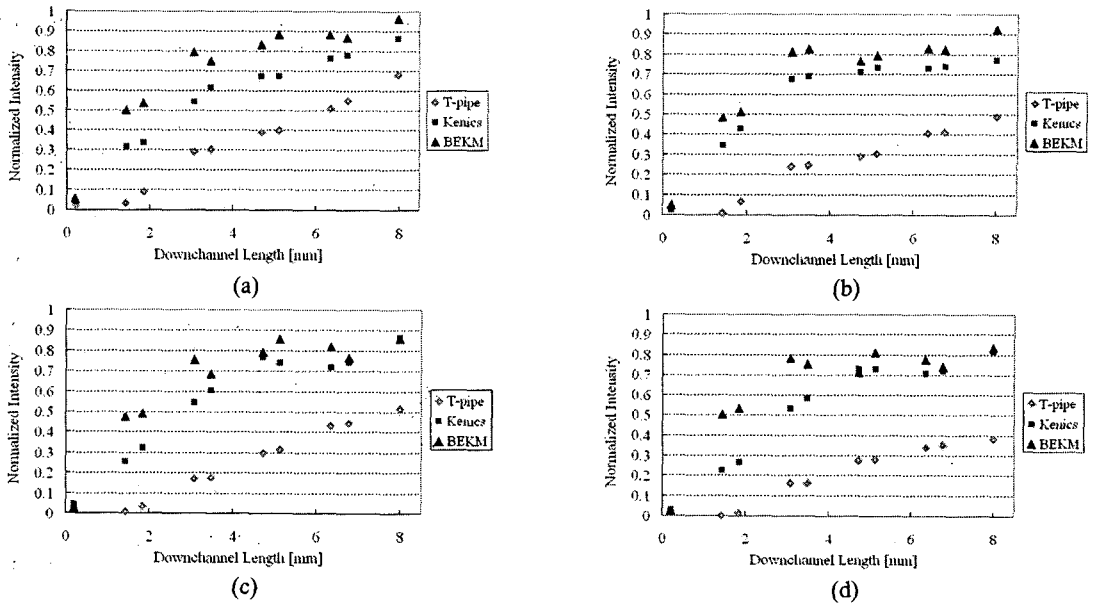 1
0.9
0.8
0.7
0.6
0.5
0.4
0.3
0.2
0.1
0
Normalized Intensity
0 2 4 6 8
Downchannel Length [mm]
T-pipe
Kenics
BEKM
(a)
1
0.9
0.8
0.7
0.6
0.5
0.4
0.3
0.2
0.1
0
Normalized Intensity
0 2 4 6 8
Downchannel Length [mm]
T-pipe
Kenics
BEKM
(b)
1
0.9
0.8
0.7
0.6
0.5
0.4
0.3
0.2
0.1
0
Normalized Intensity
0 2 4 6 8
Downchannel Length [mm]
T-pipe
Kenics
BEKM
(c)
1
0.9
0.8
0.7
0.6
0.5
0.4
0.3
0.2
0.1
0
Normalized Intensity
0 2 4 6 8
Downchannel Length [mm]
T-pipe
Kenics
BEKM
(d)